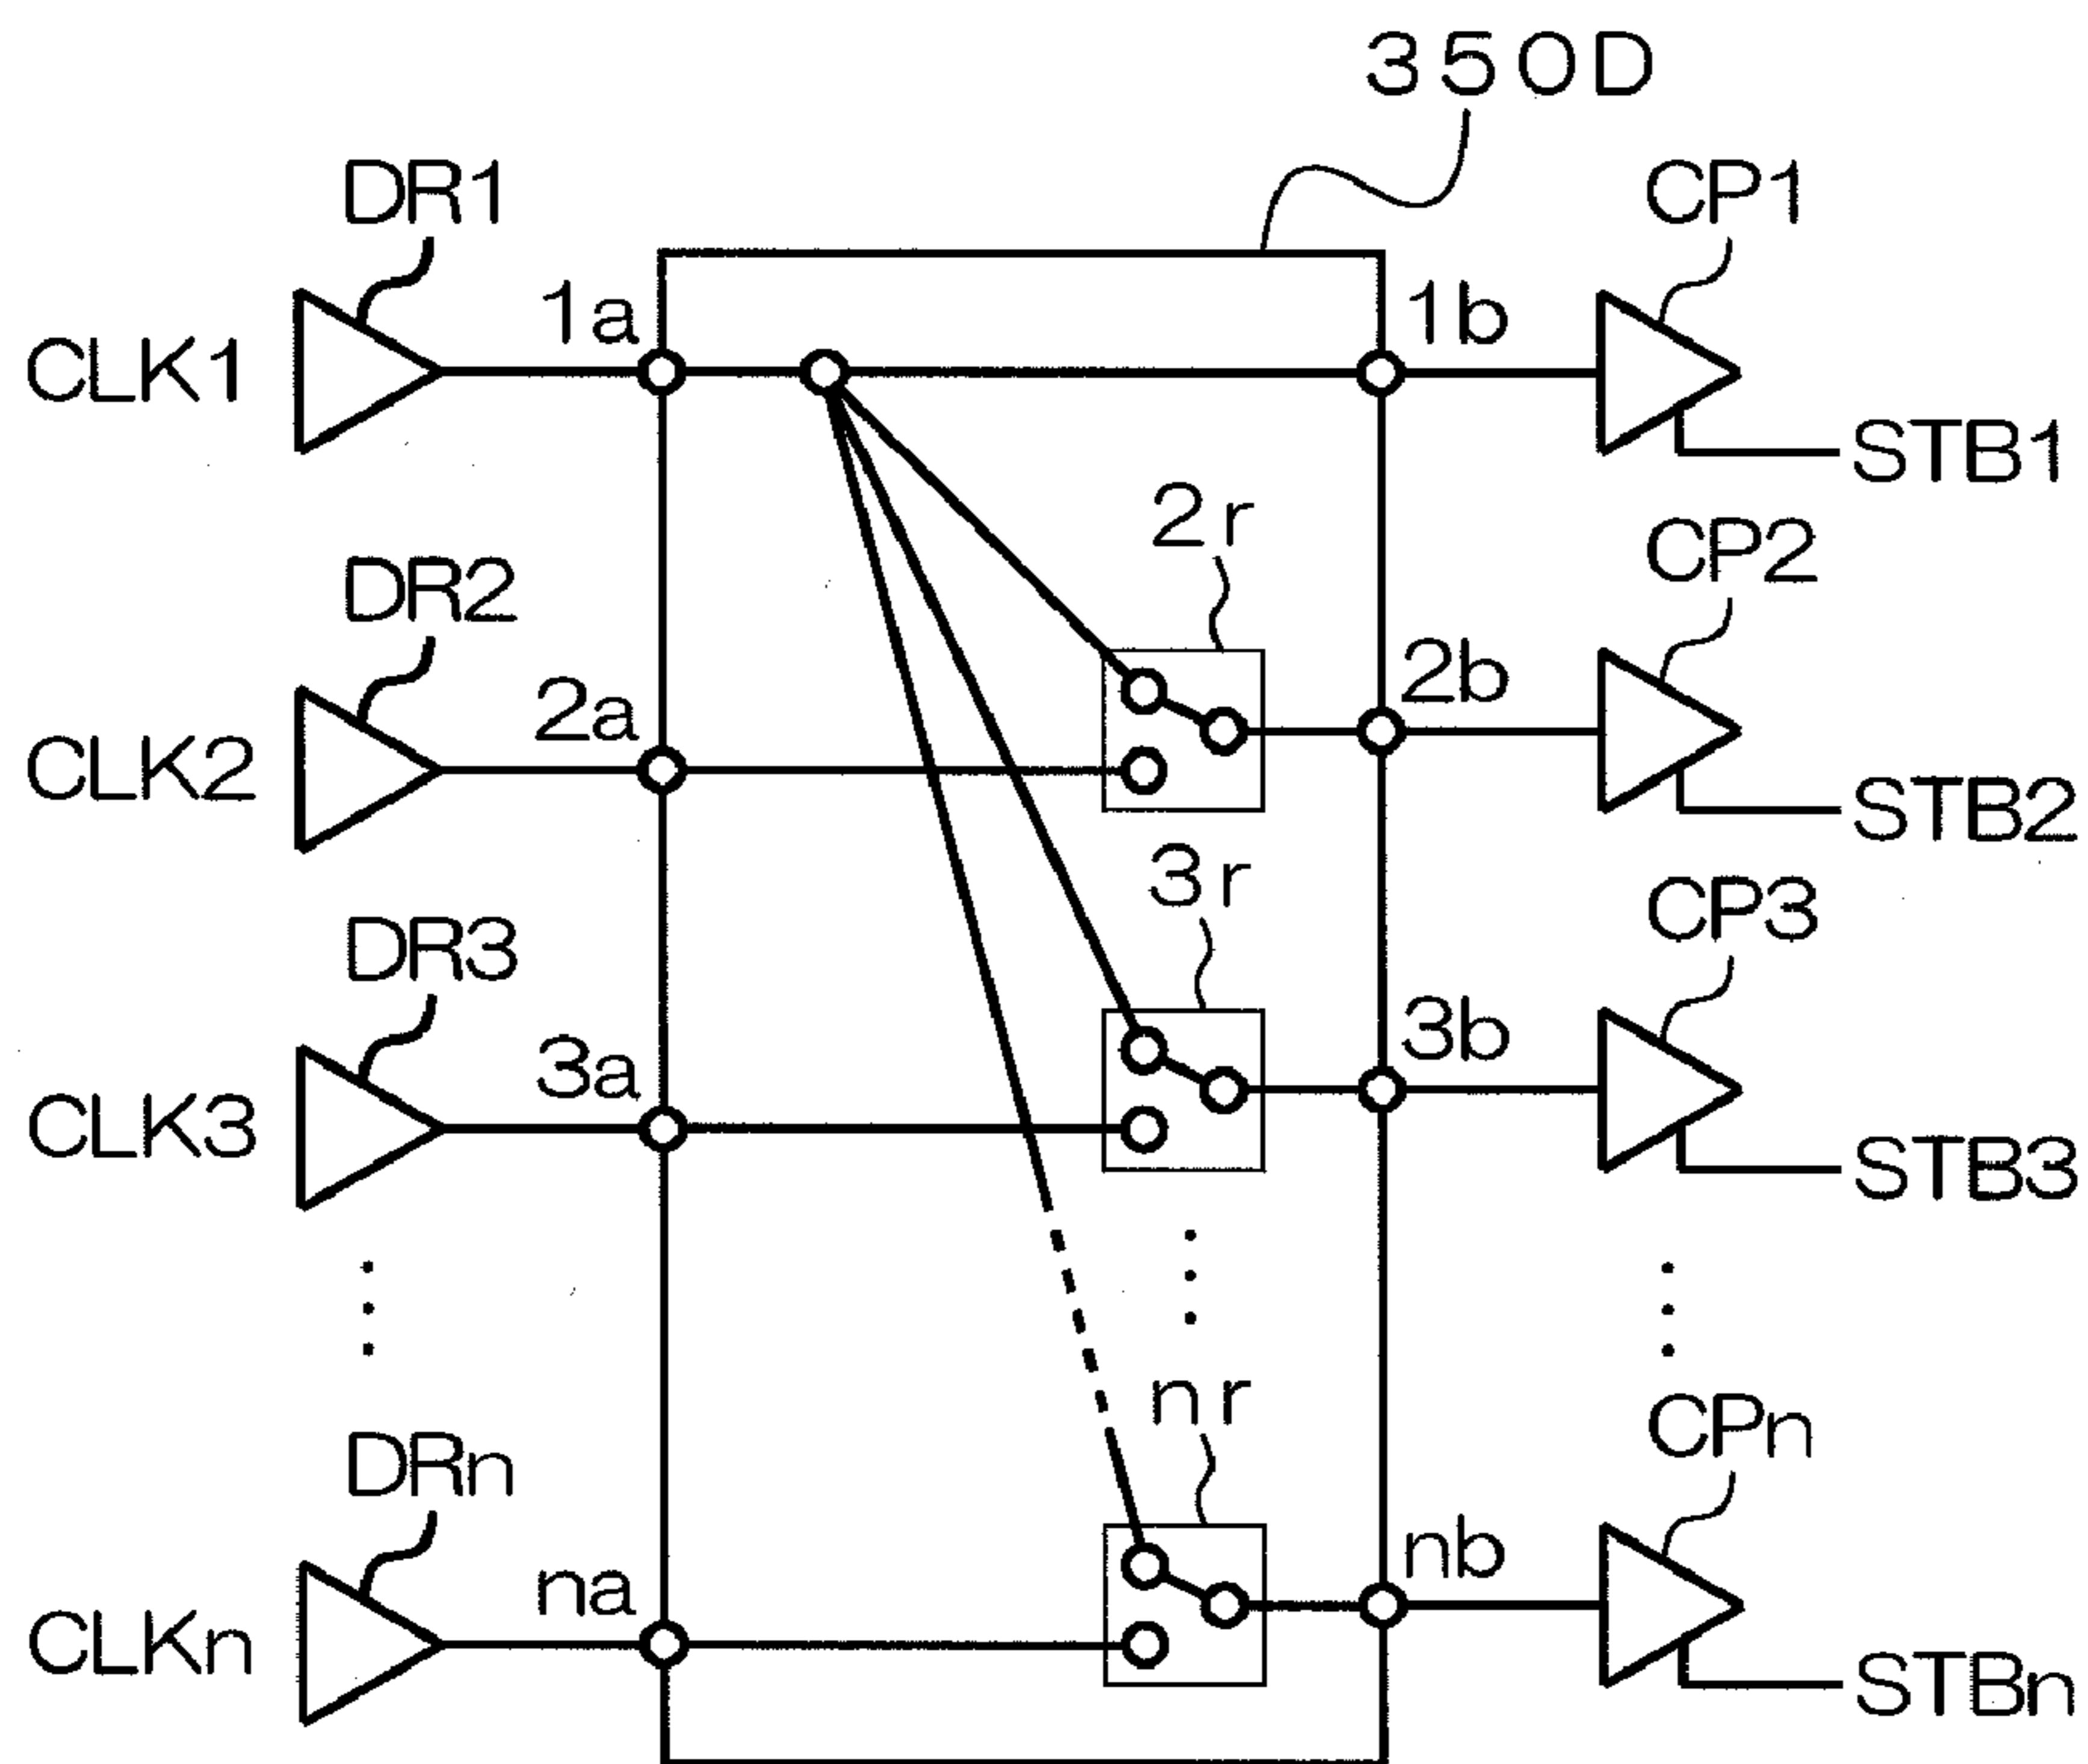 350D
DR1
CP1
1a
1b
CLK1
STB1
2r
DR2
CP2
2a
2b
CLK2
STB2
3r
DR3
CP3
3a
3b
CLK3
STB3
nr
DRn
CPn
na
nb
CLKn
STBn